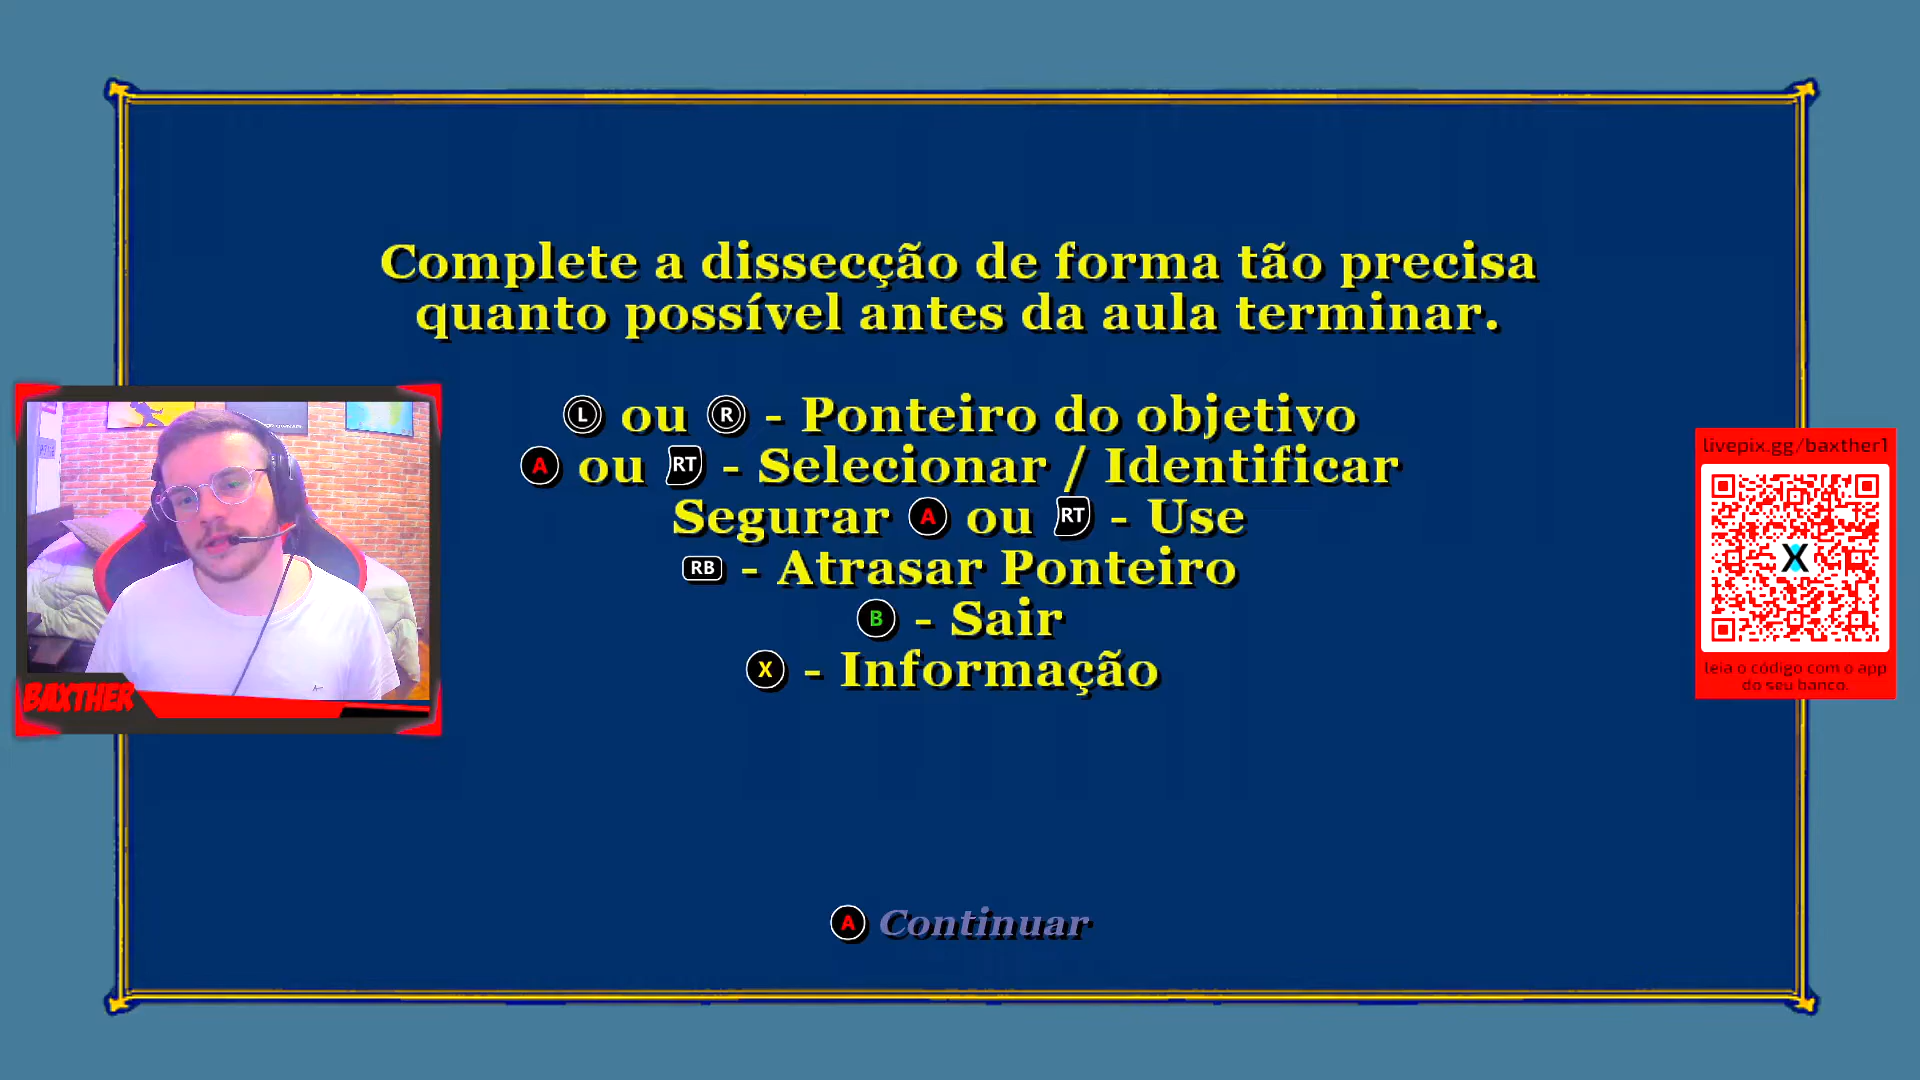 Complete a dissecção de forma tão precisa
quanto possível antes da aula terminar.
L ou R - Ponteiro do objetivo
A ou RT - Selecionar / Identificar
Segurar A ou RT - Use
RB - Atrasar Ponteiro
B - Sair
X - Informação
A Continuar
BAXTHER
livepix.gg/baxther1
leia o código com o app
do seu banco.